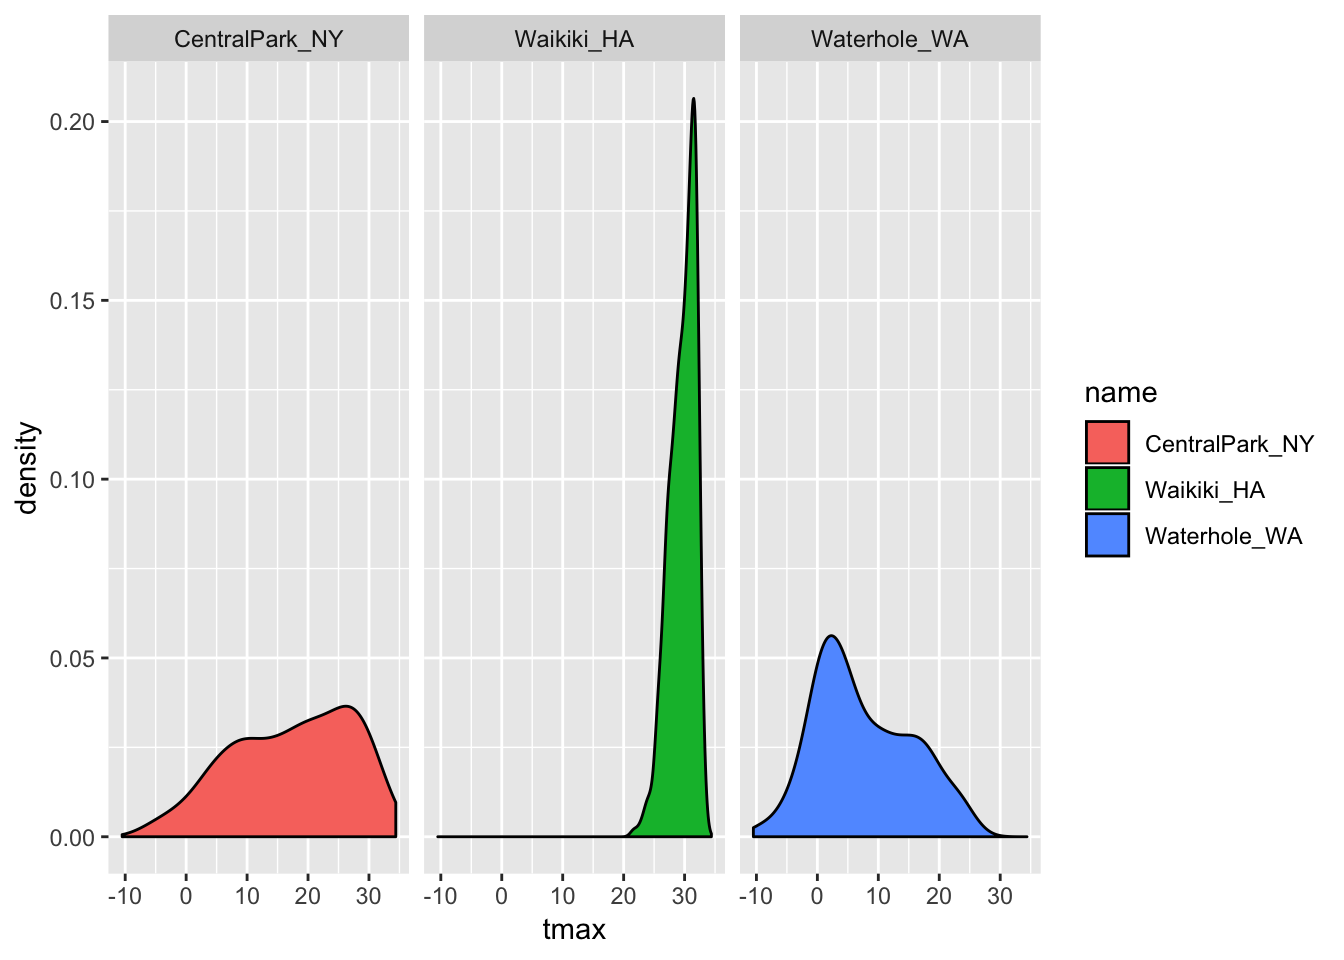 CentralPark_NY Waikiki_HA Waterhole_WA
0.20
0.15
0.10
0.05
0.00
density
-10 0 10 20 30 -10 0 10 20 30 -10 0 10 20 30
tmax
name
CentralPark_NY
Waikiki_HA
Waterhole_WA